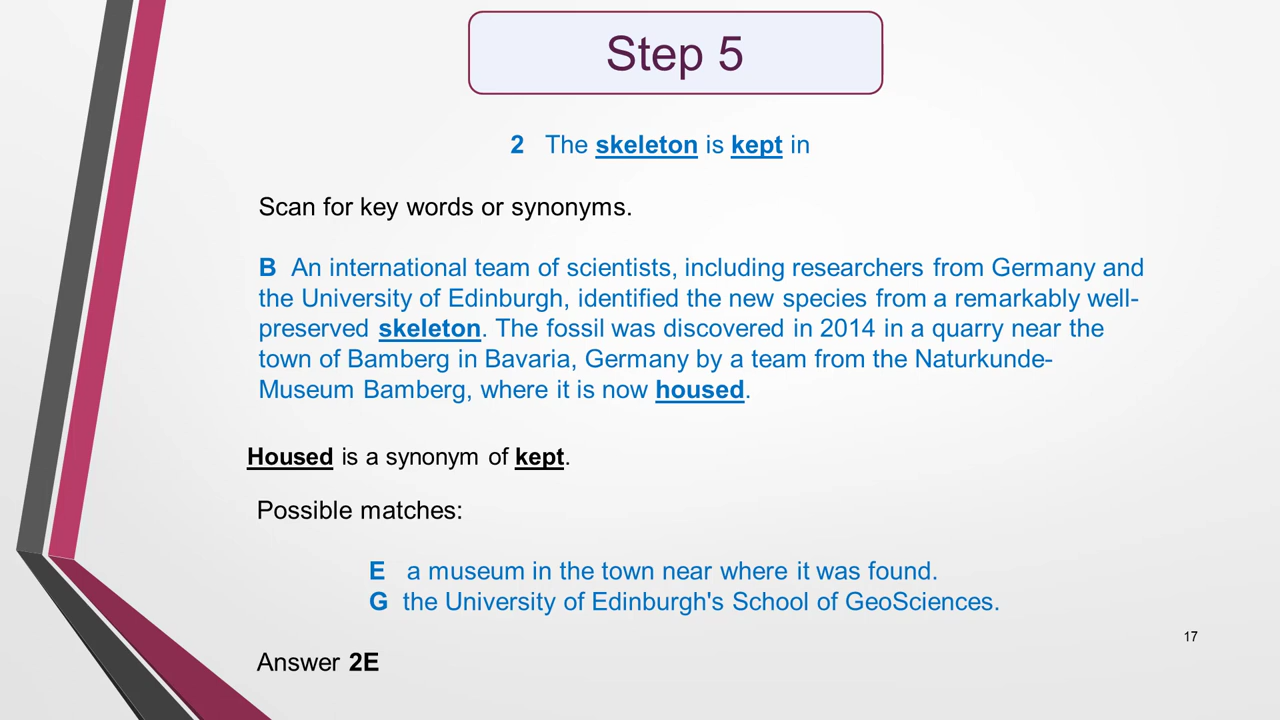 Step 5
2 The skeleton is kept in
Scan for key words or synonyms.
B An international team of scientists, including researchers from Germany and
the University of Edinburgh, identified the new species from a remarkably well-
preserved skeleton. The fossil was discovered in 2014 in a quarry near the
town of Bamberg in Bavaria, Germany by a team from the Naturkunde-
Museum Bamberg, where it is now housed.
Housed is a synonym of kept.
Possible matches:
E a museum in the town near where it was found.
G the University of Edinburgh's School of GeoSciences.
17
Answer 2E